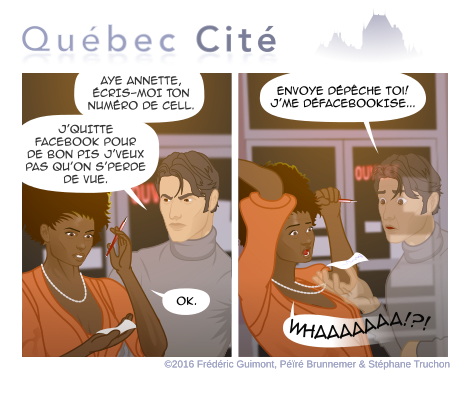 Québec Cité
AYE ANNETTE,
ÉCRIS-MOI TON
NUMÉRO DE CELL.
J'QUITTE
FACEBOOK POUR
DE BON PIS J'VEUX
PAS QU'ON S'PERDE
DE VUE.
OK.
ENVOYE DÉPÊCHE TOI!
J'ME DÉFACEBOOKISE...
WHAAAAAAA!?!
©2016 Frédéric Guimont, Péïré Brunnemer & Stéphane Truchon